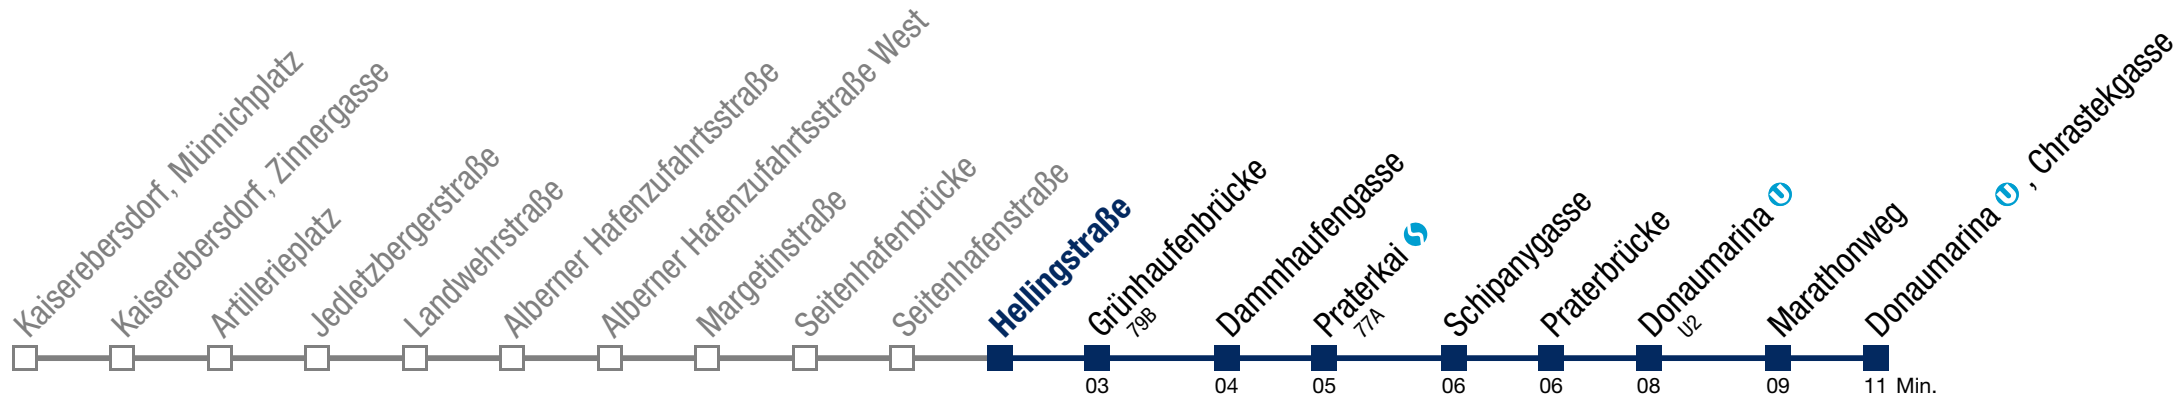 Kaiserebersdorf, Münnichplatz
Kaiserebersdorf, Zinnergasse
Artillerieplatz
Jedletzbergerstraße
Landwehrstraße
Alberner Hafenzufahrtsstraße
Alberner Hafenzufahrtsstraße West
Margetinstraße
Seitenhafenbrücke
Seitenhafenstraße
Hellingstraße
Grünhaufenbrücke
79B
Dammhaufengasse
Praterkai S
77A
Schipanygasse
Praterbrücke
Donaumarina U
U2
Marathonweg
Donaumarina U , Chrastekgasse
03 04 05 06 06 08 09 11 Min.